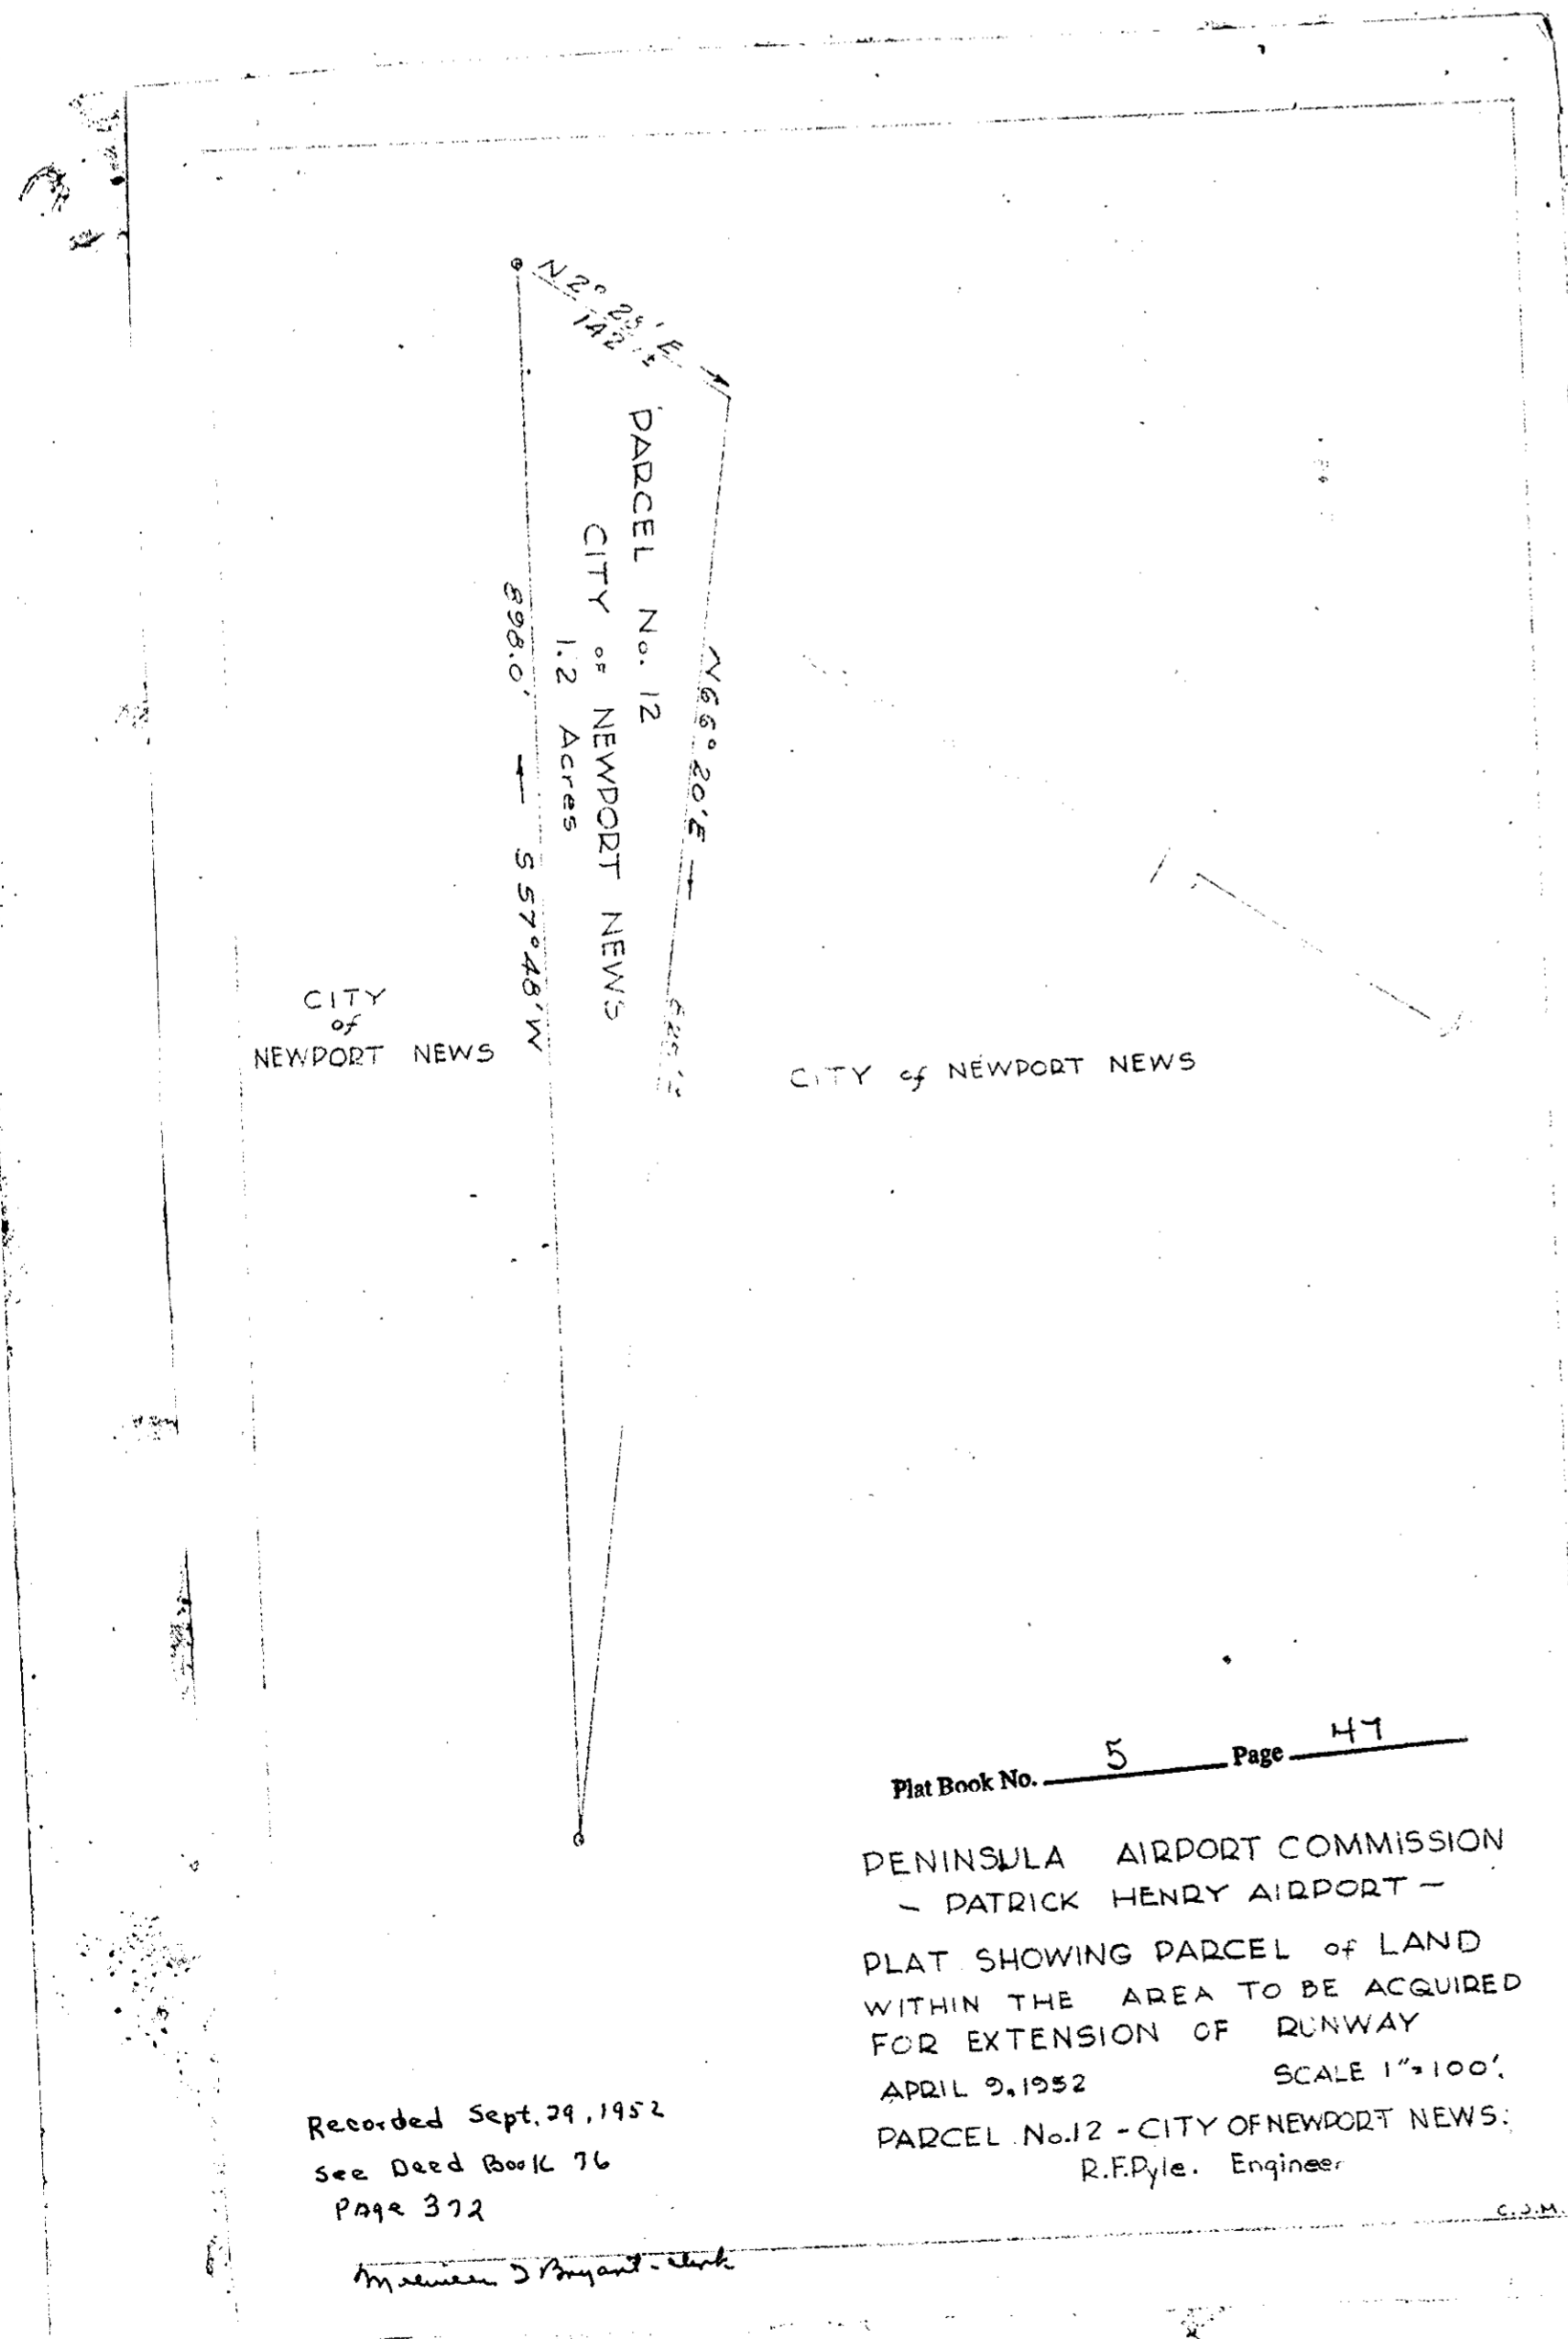 N 2° 25' E
142'±
PARCEL No. 12
CITY OF NEWPORT NEWS
1.2 Acres
898.0' S 57° 48' W
N 66° 20' E
CITY
of
NEWPORT NEWS
CITY of NEWPORT NEWS
Plat Book No. 5 Page 47
PENINSULA AIRPORT COMMISSION
- PATRICK HENRY AIRPORT -
PLAT SHOWING PARCEL of LAND
WITHIN THE AREA TO BE ACQUIRED
FOR EXTENSION OF RUNWAY
APRIL 9, 1952 SCALE 1"=100'.
PARCEL No.12 - CITY OF NEWPORT NEWS.
R.F.Pyle. Engineer
C.J.M.
Recorded Sept. 29, 1952
See Deed Book 76
Page 372
Bryant - Clerk